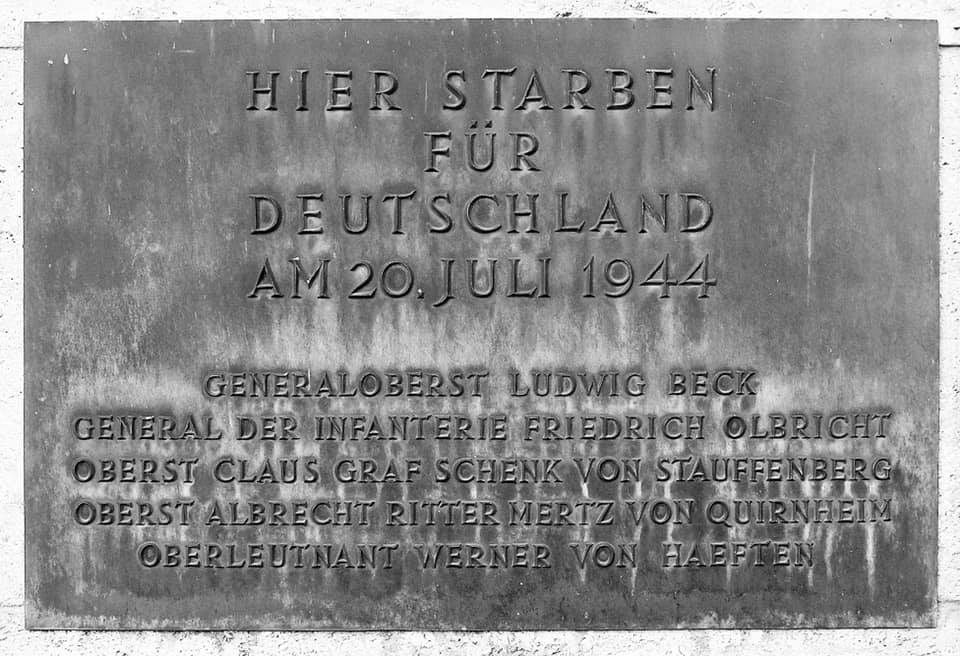 HIER STARBEN
FÜR
DEUTSCHLAND
AM 20. JULI 1944
GENERALOBERST LUDWIG BECK
GENERAL DER INFANTERIE FRIEDRICH OLBRICHT
OBERST CLAUS GRAF SCHENK VON STAUFFENBERG
OBERST ALBRECHT RITTER MERTZ VON QUIRNHEIM
OBERLEUTNANT WERNER VON HAEFTEN